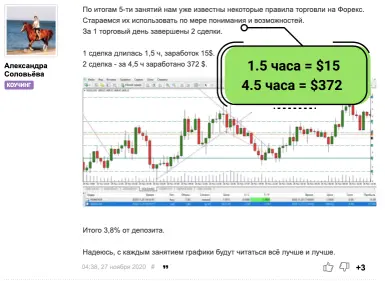 По итогам 5-ти занятий нам уже известны некоторые правила торговли на Форекс.
Стараемся их использовать по мере понимания и возможностей.
За 1 торговый день завершены 2 сделки.
Александра
Соловьёва
КОУЧИНГ
1 сделка длилась 1,5 ч, заработок 15$.
2 сделка - за 4,5 ч заработано 372 $.
1.5 часа = $15
4.5 часа = $372
Итого 3,8% от депозита.
Надеюсь, с каждым занятием графики будут читаться всё лучше и лучше.
04:38, 27 ноября 2020 #
+3